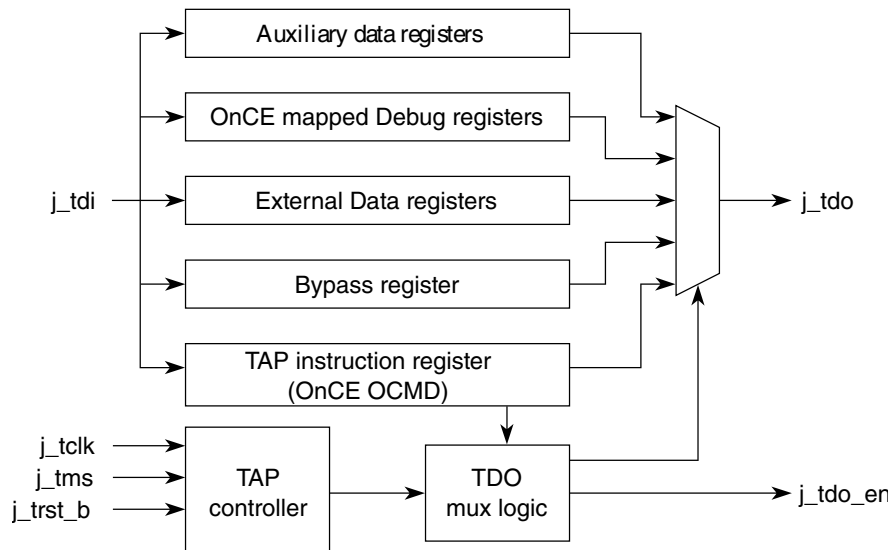 Auxiliary data registers
OnCE mapped Debug registers
j_tdi
External Data registers
j_tdo
Bypass register
TAP instruction register
(OnCE OCMD)
j_tclk
j_tms
j_trst_b
TAP
controller
TDO
mux logic
j_tdo_en